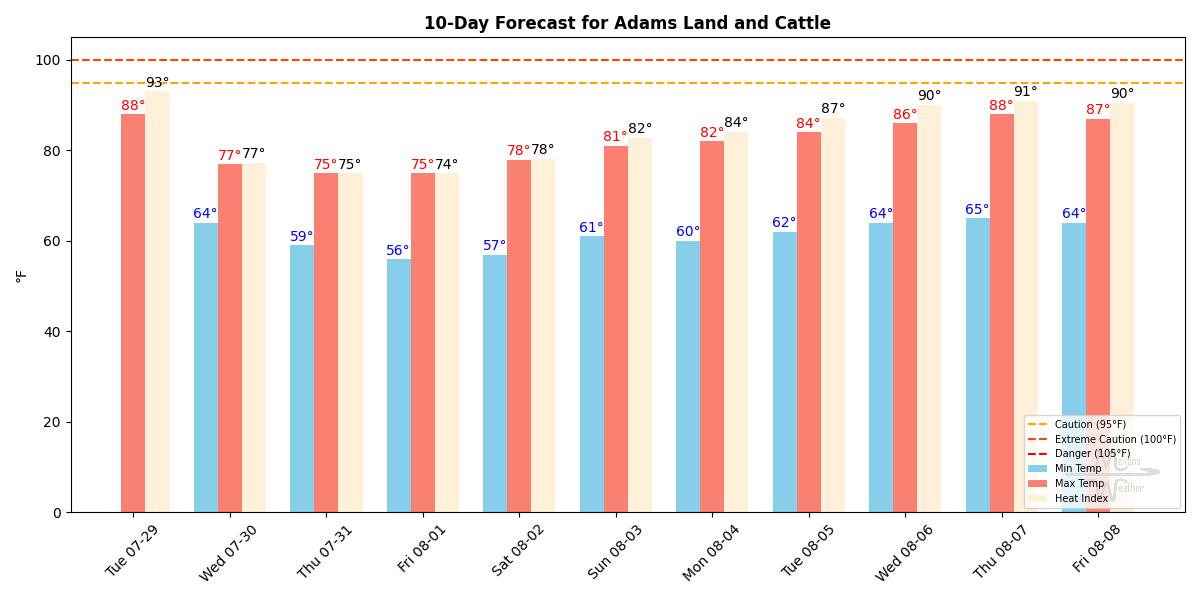 10-Day Forecast for Adams Land and Cattle
°F
100
80
60
40
20
0
88° 93°
64° 77° 77°
59° 75° 75°
56° 75° 74°
57° 78° 78°
61° 81° 82°
60° 82° 84°
62° 84° 87°
64° 86° 90°
65° 88° 91°
64° 87° 90°
Tue 07-29
Wed 07-30
Thu 07-31
Fri 08-01
Sat 08-02
Sun 08-03
Mon 08-04
Tue 08-05
Wed 08-06
Thu 08-07
Fri 08-08
Caution (95°F)
Extreme Caution (100°F)
Danger (105°F)
Min Temp
Max Temp
Heat Index